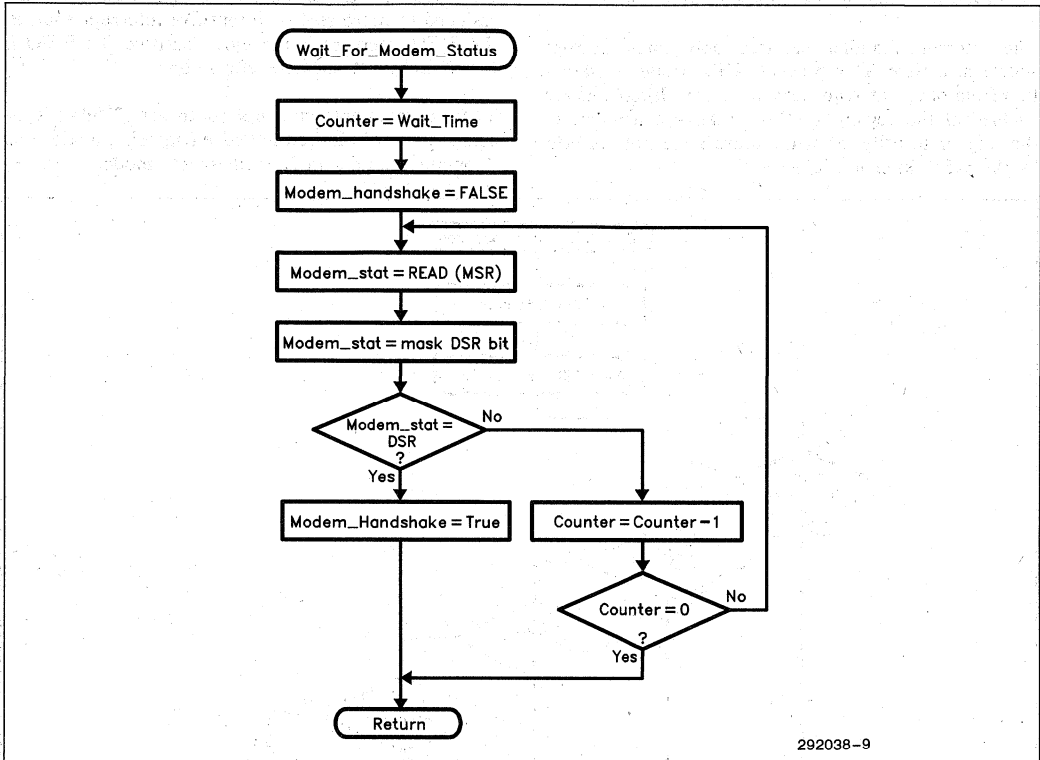 Wait_For_Modem_Status
Counter = Wait_Time
Modem_handshake = FALSE
Modem_stat = READ (MSR)
Modem_stat = mask DSR bit
Modem_stat =
DSR
?
No
Yes
Modem_Handshake = True
Counter = Counter - 1
Counter = 0
?
No
Yes
Return
292038-9